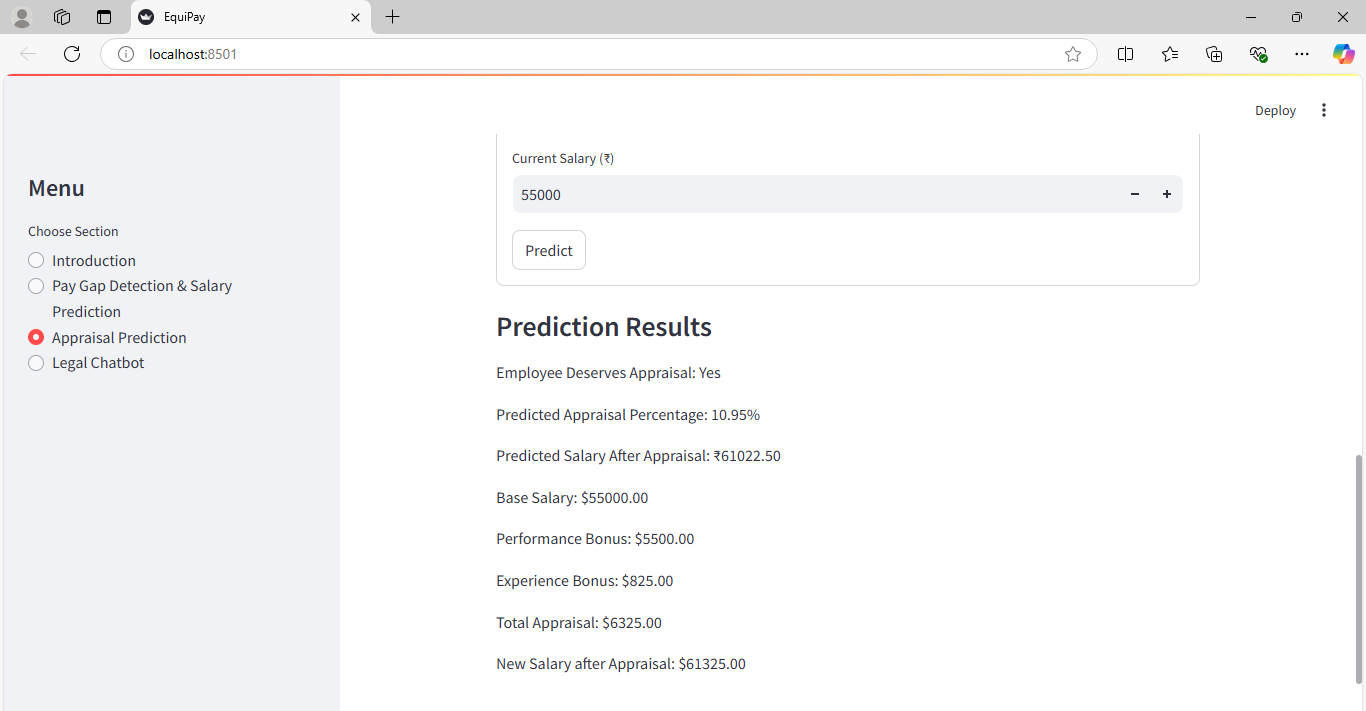 EquiPay
localhost:8501
Deploy
Menu
Choose Section
Introduction
Pay Gap Detection & Salary
Prediction
Appraisal Prediction
Legal Chatbot
Current Salary (₹)
55000
Predict
Prediction Results
Employee Deserves Appraisal: Yes
Predicted Appraisal Percentage: 10.95%
Predicted Salary After Appraisal: ₹61022.50
Base Salary: $55000.00
Performance Bonus: $5500.00
Experience Bonus: $825.00
Total Appraisal: $6325.00
New Salary after Appraisal: $61325.00